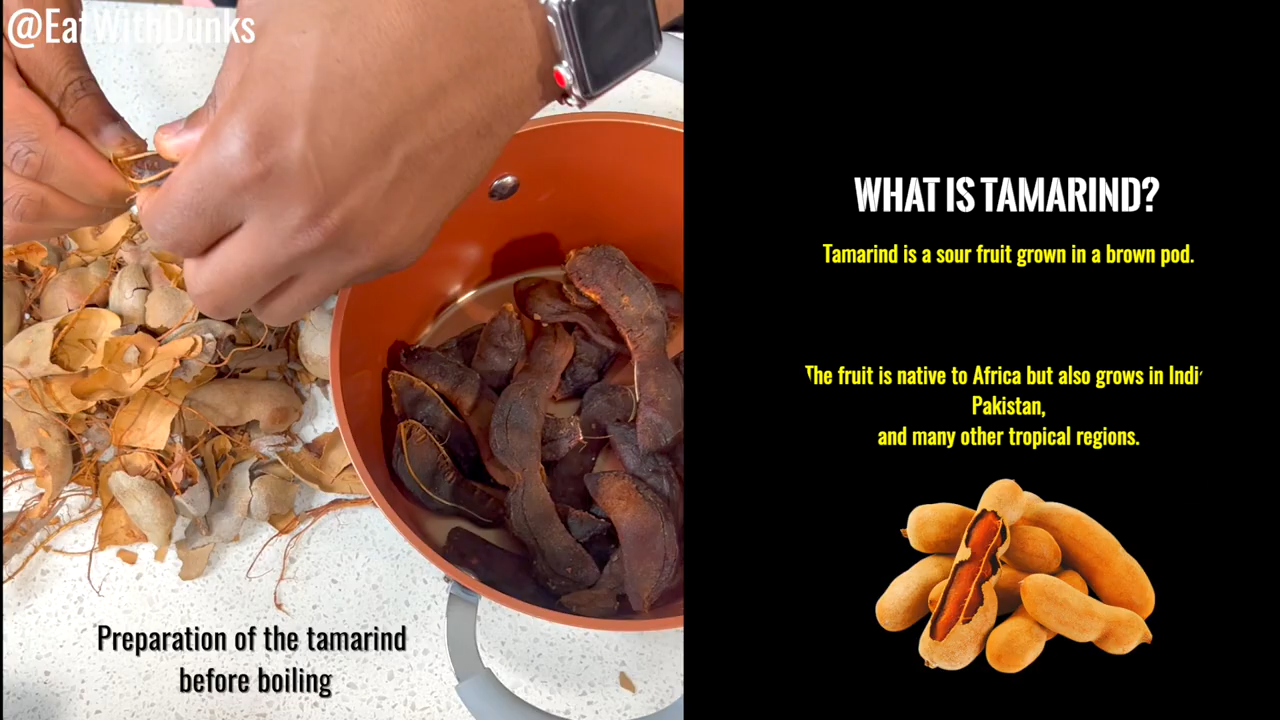 @EatWithDunks
Preparation of the tamarind
before boiling
WHAT IS TAMARIND?
Tamarind is a sour fruit grown in a brown pod.
The fruit is native to Africa but also grows in
Pakistan,
and many other tropical regions.